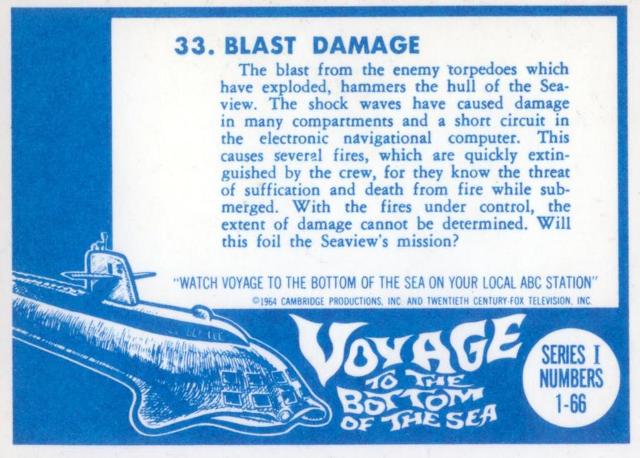 33. BLAST DAMAGE
The blast from the enemy torpedoes which
have exploded, hammers the hull of the Sea-
view. The shock waves have caused damage
in many compartments and a short circuit in
the electronic navigational computer. This
causes several fires, which are quickly extin-
guished by the crew, for they know the threat
of suffication and death from fire while sub-
merged. With the fires under control, the
extent of damage cannot be determined. Will
this foil the Seaview's mission?
"WATCH VOYAGE TO THE BOTTOM OF THE SEA ON YOUR LOCAL ABC STATION"
©1964 CAMBRIDGE PRODUCTIONS, INC. AND TWENTIETH CENTURY-FOX TELEVISION, INC.
VOYAGE
TO THE
BOTTOM
OF THE SEA
SERIES I
NUMBERS
1-66